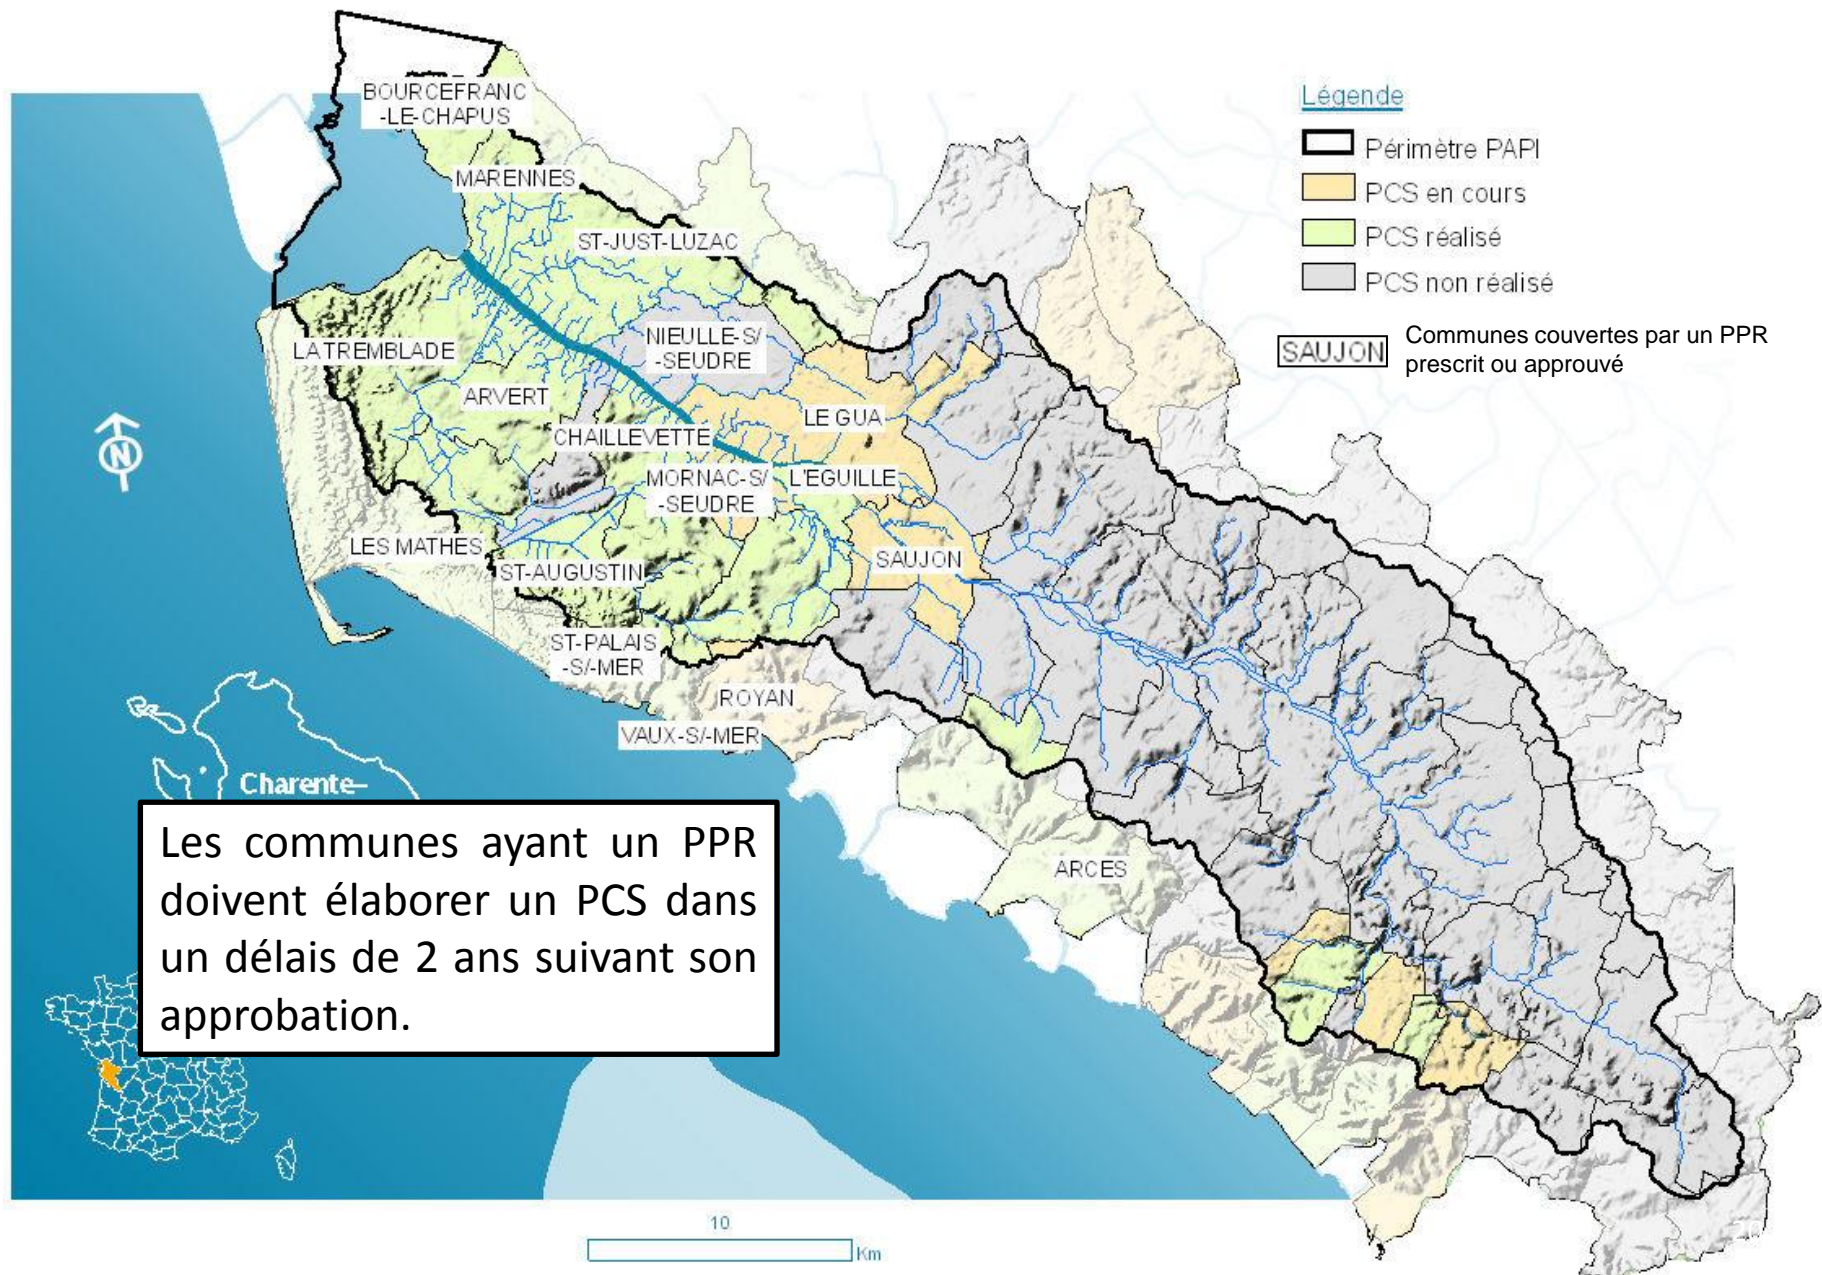 BOURCEFRANC
-LE-CHAPUS
MARENNES
ST-JUST-LUZAC
LA TREMBLADE
NIEULLE-S/
-SEUDRE
ARVERT
LE GUA
CHAILLEVETTE
MORNAC-S/
-SEUDRE
L'EGUILLE
LES MATHES
ST-AUGUSTIN
SAUJON
ST-PALAIS
-S/-MER
ROYAN
VAUX-S/-MER
ARCES
Légende
Périmètre PAPI
PCS en cours
PCS réalisé
PCS non réalisé
SAUJON
Communes couvertes par un PPR
prescrit ou approuvé
N
Charente-
Les communes ayant un PPR
doivent élaborer un PCS dans
un délais de 2 ans suivant son
approbation.
10
Km
20